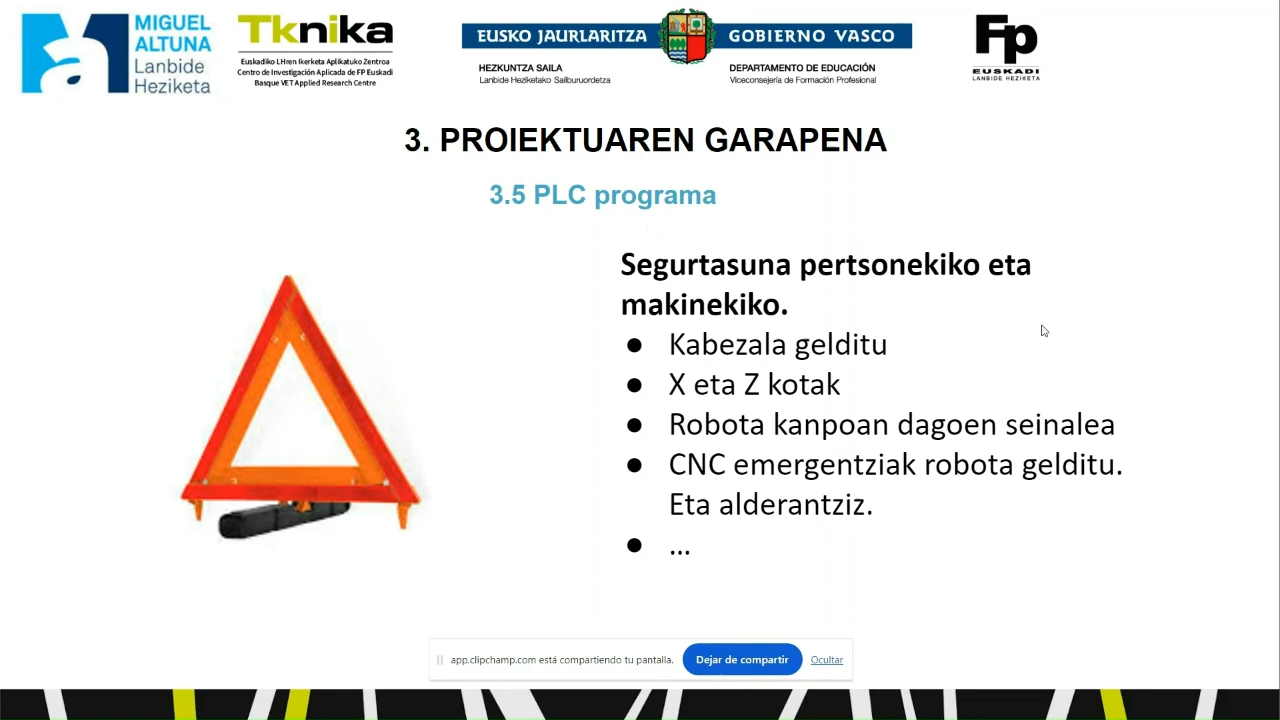 MIGUEL
ALTUNA
Lanbide
Heziketa
Tknika
Euskadiko LHren Ikerketa Aplikatuko Zentroa
Centro de Investigación Aplicada de FP Euskadi
Basque VET Applied Research Centre
EUSKO JAURLARITZA GOBIERNO VASCO
HEZKUNTZA SAILA
Lanbide Heziketako Sailburuordetza
DEPARTAMENTO DE EDUCACIÓN
Viceconsejería de Formación Profesional
Fp
EUSKADI
LANBIDE HEZIKETA
3. PROIEKTUAREN GARAPENA
3.5 PLC programa
Segurtasuna pertsonekiko eta
makinekiko.
● Kabezala gelditu
● X eta Z kotak
● Robota kanpoan dagoen seinalea
● CNC emergentziak robota gelditu.
Eta alderantziz.
● ...
app.clipchamp.com está compartiendo tu pantalla. Dejar de compartir Ocultar